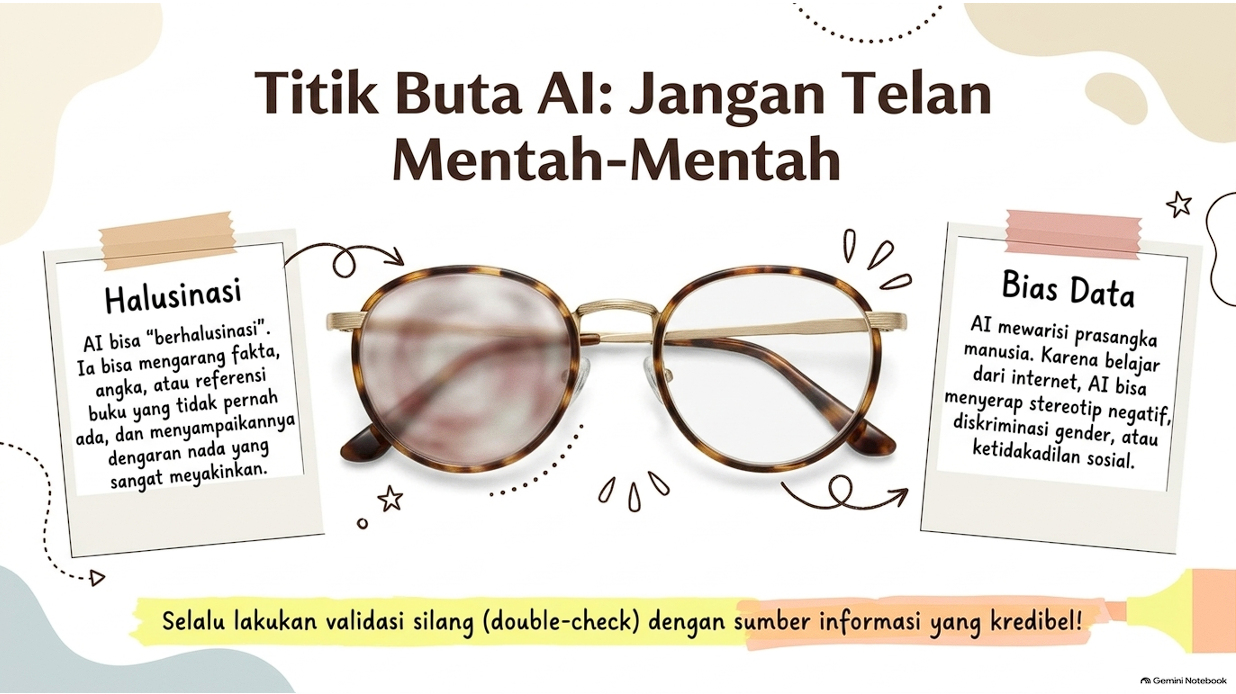 Titik Buta AI: Jangan Telan
Mentah-Mentah
Halusinasi
AI bisa “berhalusinasi”.
Ia bisa mengarang fakta,
angka, atau referensi
buku yang tidak pernah
ada, dan menyampaikannya
dengaran nada yang
sangat meyakinkan.
Bias Data
AI mewarisi prasangka
manusia. Karena belajar
dari internet, AI bisa
menyerap stereotip negatif,
diskriminasi gender, atau
ketidakadilan sosial.
Selalu lakukan validasi silang (double-check) dengan sumber informasi yang kredibel!
Gemini Notebook